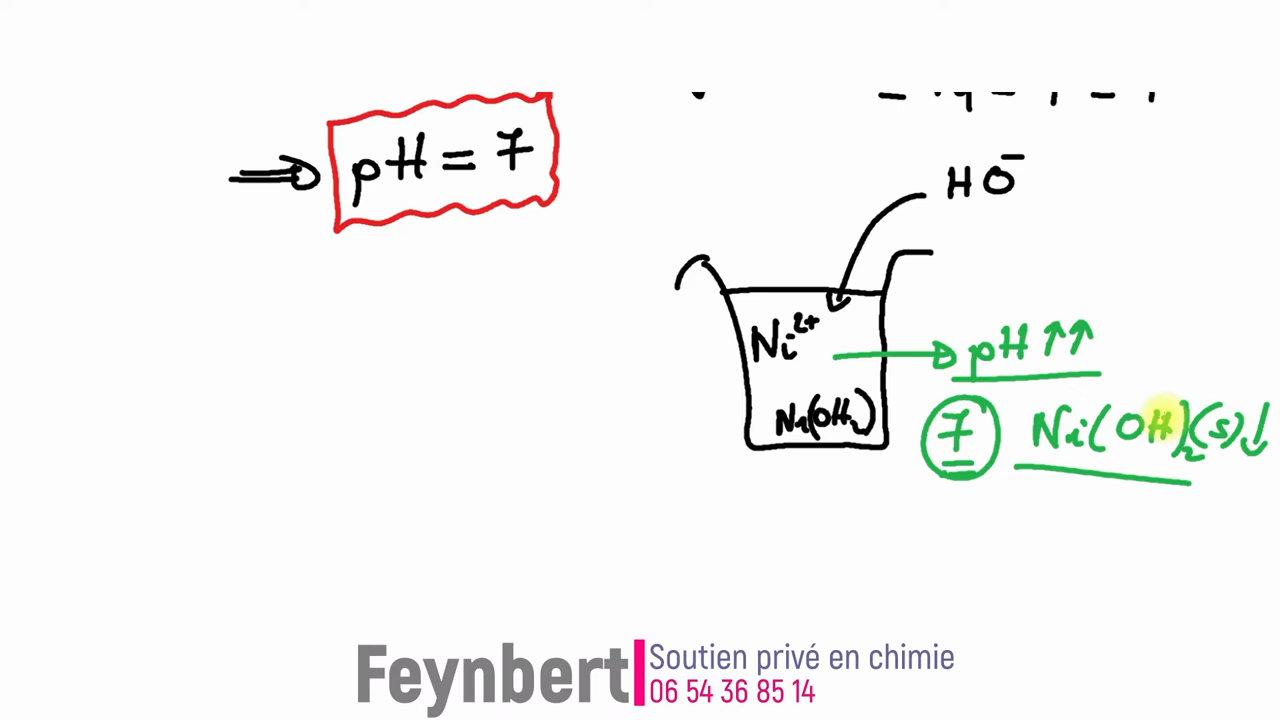 ⇒ pH = 7
HO⁻
Ni²⁺
pH ↑↑
Ni(OH)₂
7 Ni(OH)₂(s)↓
Feynbert
Soutien privé en chimie
06 54 36 85 14